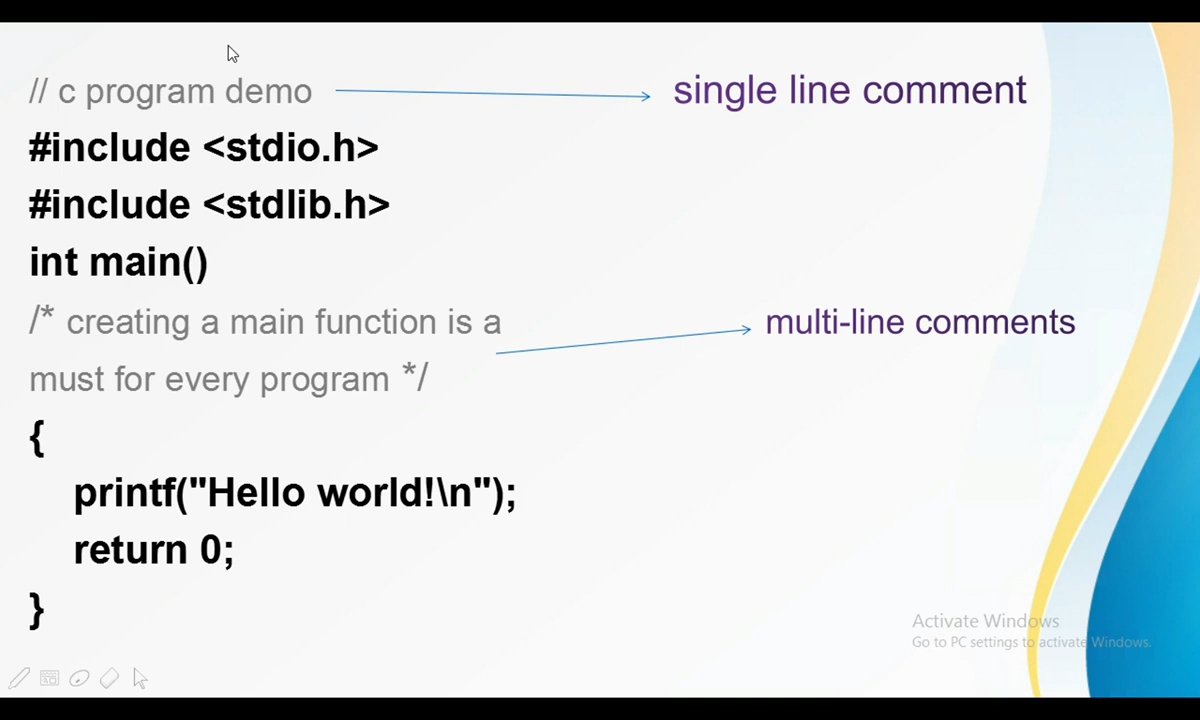 // c program demo
single line comment
#include <stdio.h>
#include <stdlib.h>
int main()
/* creating a main function is a
must for every program */
multi-line comments
{
printf("Hello world!\n");
return 0;
}
Activate Windows
Go to PC settings to activate Windows.